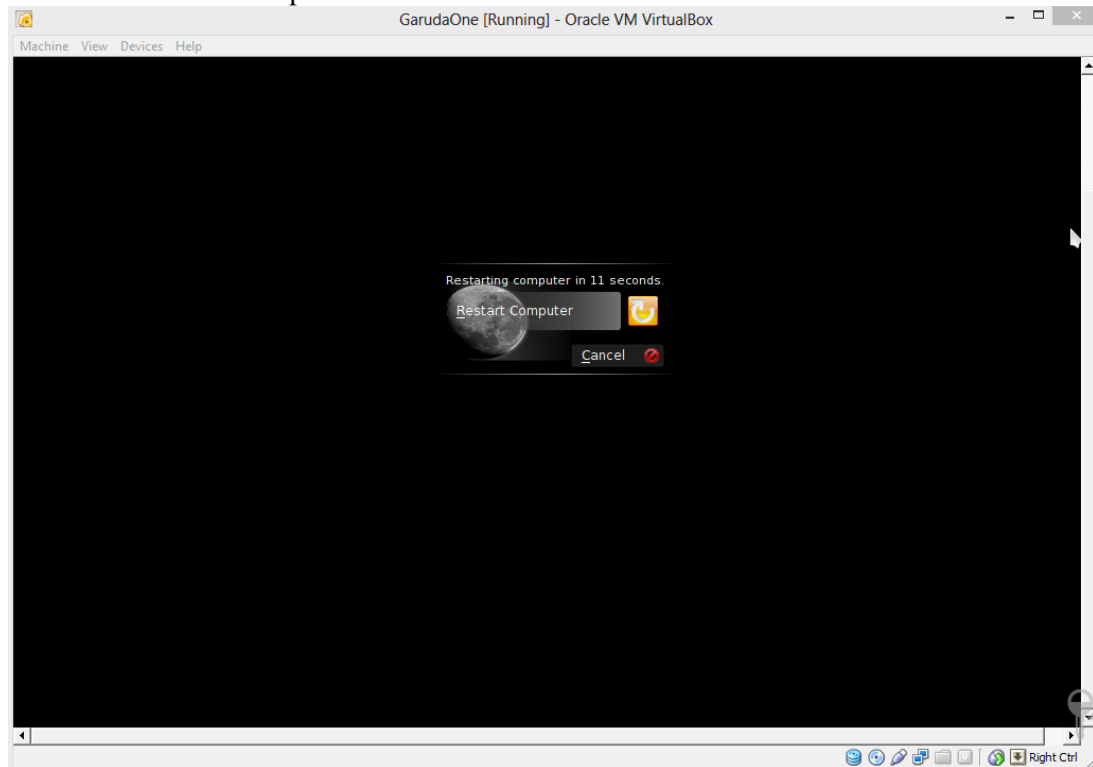 GarudaOne [Running] - Oracle VM VirtualBox
Machine View Devices Help
Restarting computer in 11 seconds.
Restart Computer
Cancel
Right Ctrl